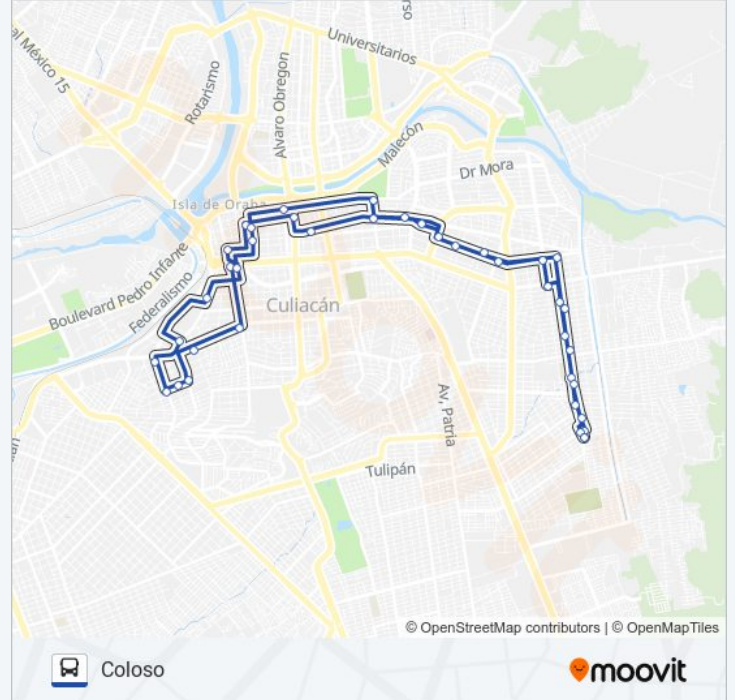 al México 15
Rotarismo
Alvaro Obregon
Universitarios
oso
Malecón
Dr Mora
Isla de Oraba
Boulevard Pedro Infante
Federalismo
Culiacán
Av, Patria
Tulipán
© OpenStreetMap contributors | © OpenMapTiles
Coloso
moovit